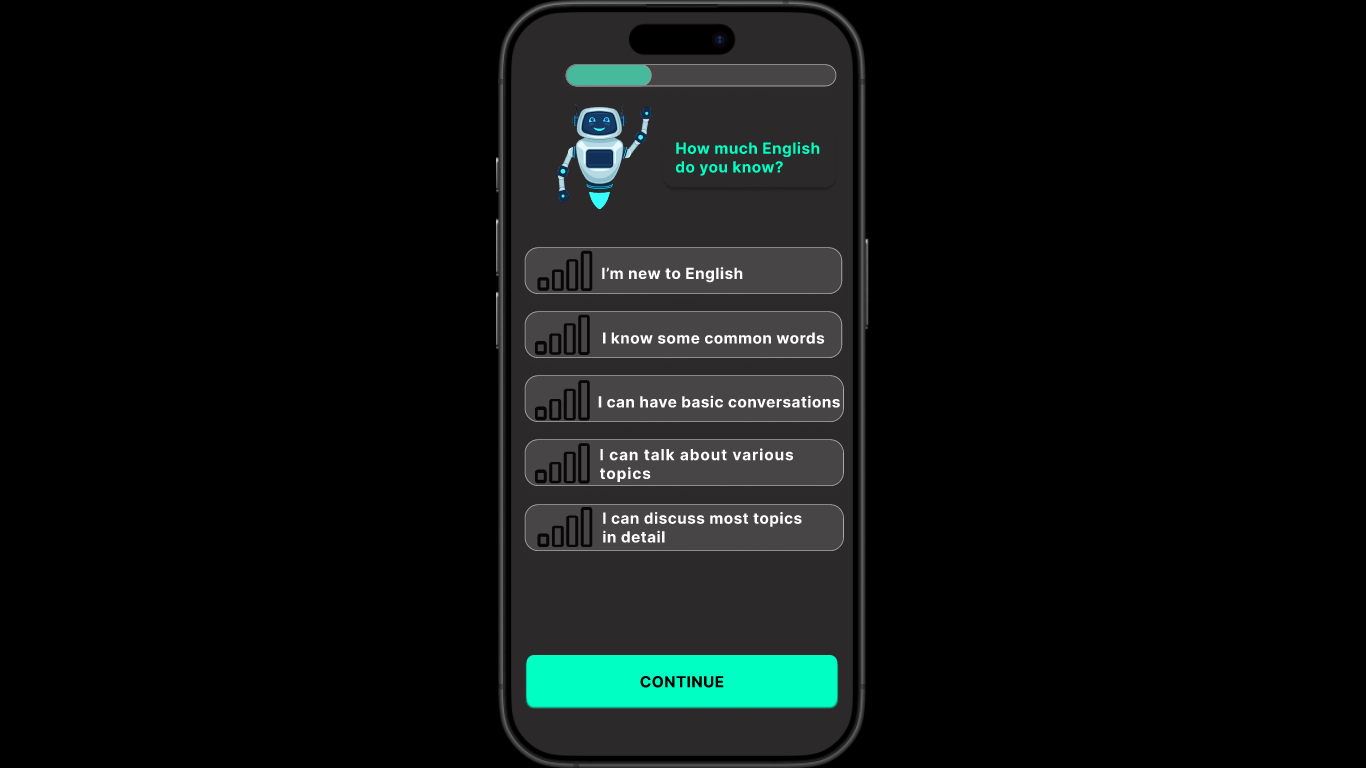 How much English
do you know?
I’m new to English
I know some common words
I can have basic conversations
I can talk about various
topics
I can discuss most topics
in detail
CONTINUE